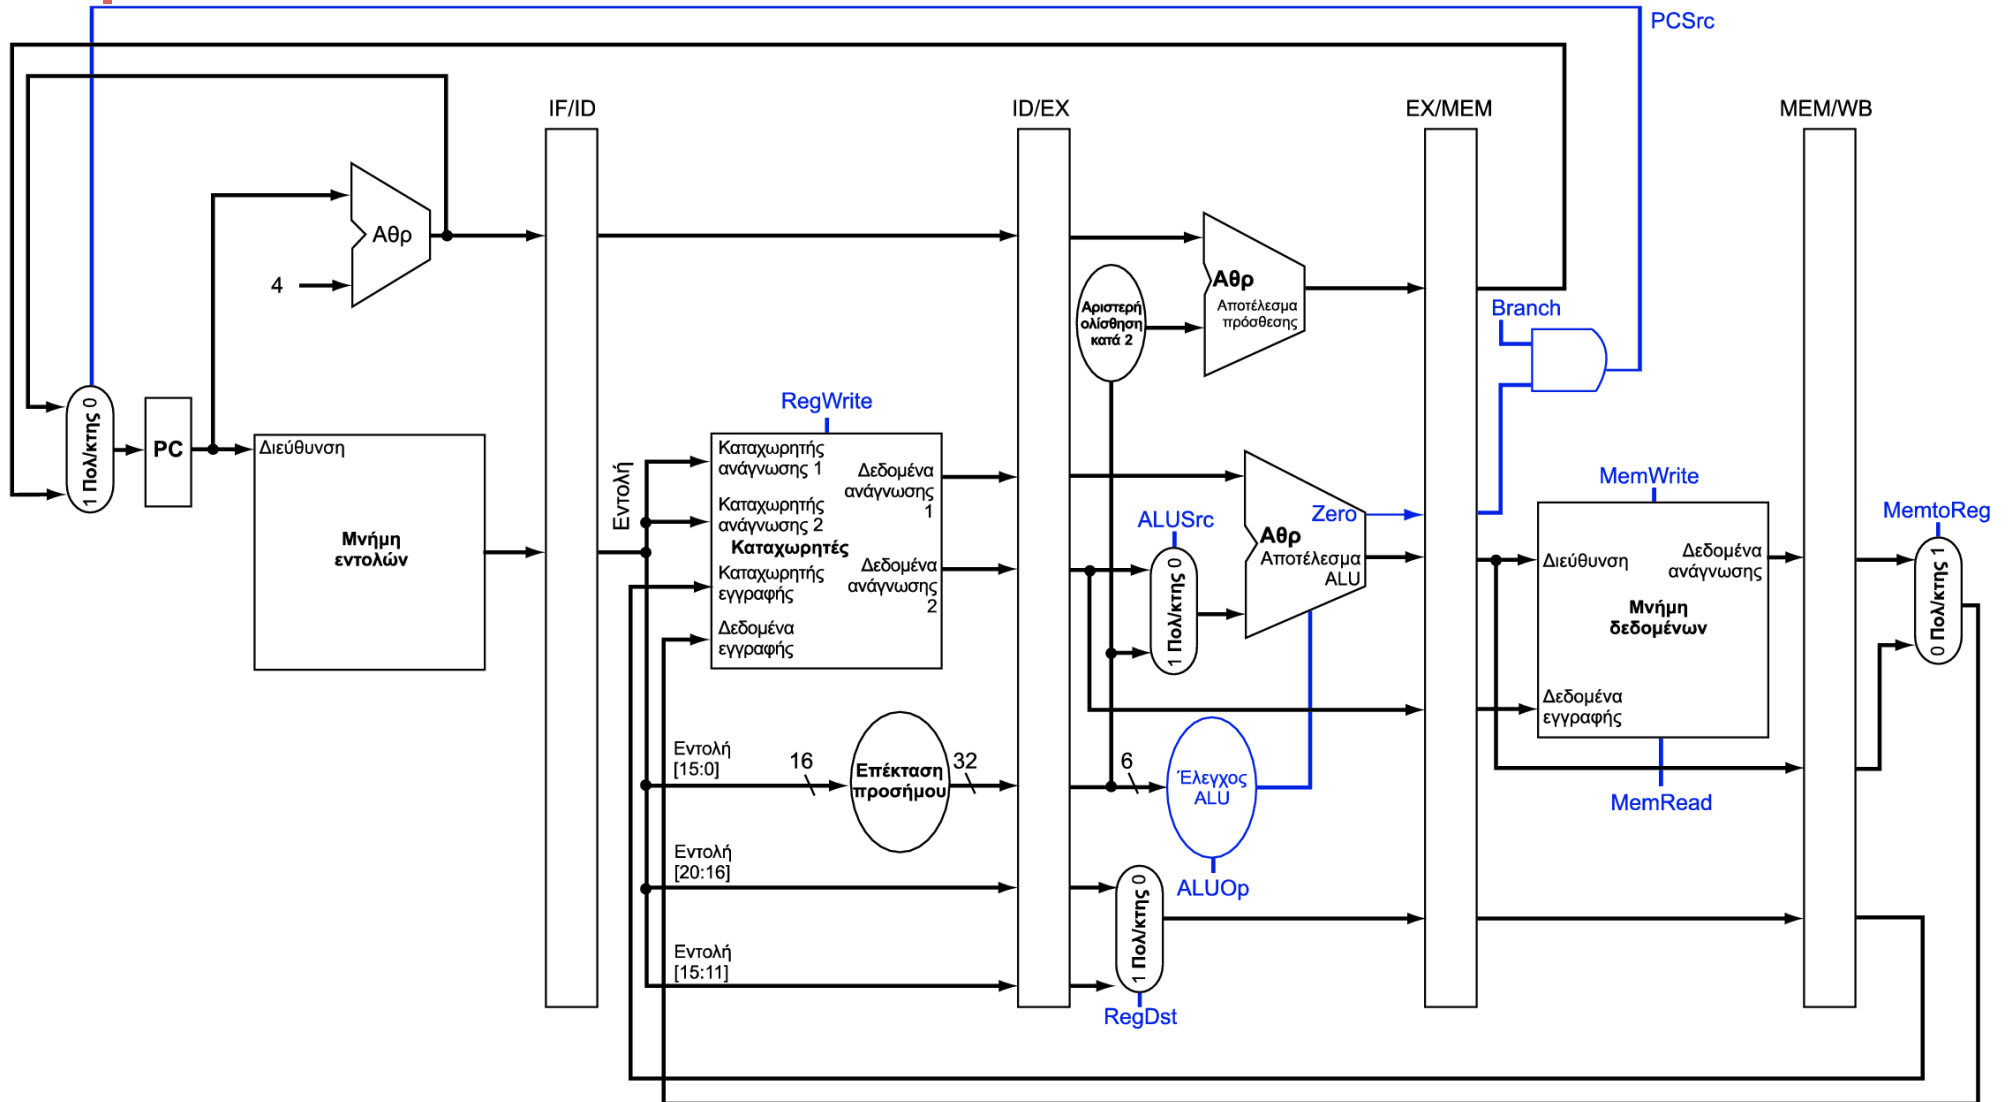 PCSrc
IF/ID
ID/EX
EX/MEM
MEM/WB
Αθρ
4
Αριστερή
ολίσθηση
κατά 2
Αθρ
Αποτέλεσμα
πρόσθεσης
Branch
1 Πολ/κτης 0
PC
Διεύθυνση
Μνήμη
εντολών
Εντολή
RegWrite
Καταχωρητής
ανάγνωσης 1
Καταχωρητής
ανάγνωσης 2
Καταχωρητές
Καταχωρητής
εγγραφής
Δεδομένα
εγγραφής
Δεδομένα
ανάγνωσης
1
Δεδομένα
ανάγνωσης
2
ALUSrc
1 Πολ/κτης 0
Zero
Αθρ
Αποτέλεσμα
ALU
MemWrite
Διεύθυνση
Δεδομένα
ανάγνωσης
Μνήμη
δεδομένων
Δεδομένα
εγγραφής
MemRead
MemtoReg
0 Πολ/κτης 1
Εντολή
[15:0]
16
Επέκταση
προσήμου
32
6
Έλεγχος
ALU
ALUOp
Εντολή
[20:16]
Εντολή
[15:11]
1 Πολ/κτης 0
RegDst